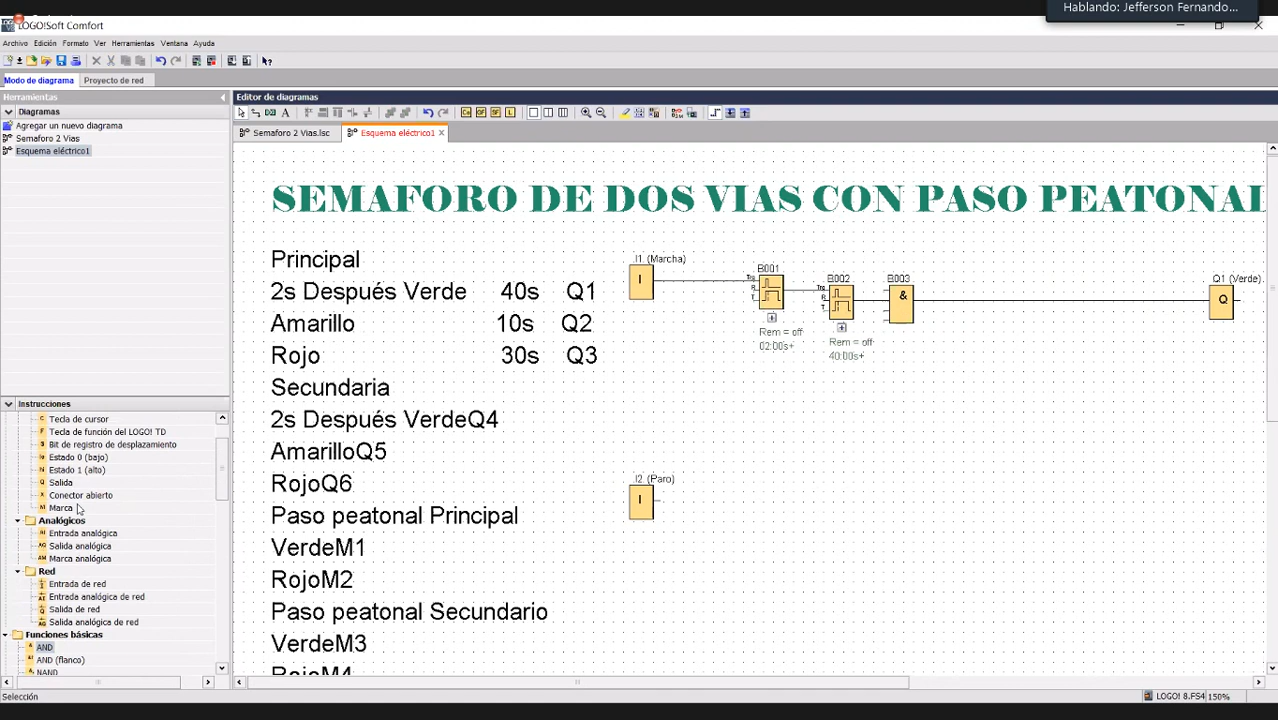 Hablando: Jefferson Fernando...
LOGO!Soft Comfort
Archivo Edición Formato Ver Herramientas Ventana Ayuda
Modo de diagrama Proyecto de red
Herramientas
Editor de diagramas
Diagramas
Agregar un nuevo diagrama
Semaforo 2 Vias
Esquema eléctrico1
Semaforo 2 Vias.lsc Esquema eléctrico1
SEMAFORO DE DOS VIAS CON PASO PEATONAL
Principal
2s Después Verde 40s Q1
Amarillo 10s Q2
Rojo 30s Q3
Secundaria
2s Después VerdeQ4
AmarilloQ5
RojoQ6
Paso peatonal Principal
VerdeM1
RojoM2
Paso peatonal Secundario
VerdeM3
RojoM4
I1 (Marcha)
I
B001
Trg
R
T
Rem = off
02:00s+
B002
Trg
R
T
Rem = off
40:00s+
B003
&
Q1 (Verde)
Q
I2 (Paro)
I
Instrucciones
Tecla de cursor
Tecla de función del LOGO! TD
Bit de registro de desplazamiento
Estado 0 (bajo)
Estado 1 (alto)
Salida
Conector abierto
Marca
Analógicos
Entrada analógica
Salida analógica
Marca analógica
Red
Entrada de red
Entrada analógica de red
Salida de red
Salida analógica de red
Funciones básicas
AND
AND (flanco)
NAND
Selección
LOGO! 8.FS4 150%